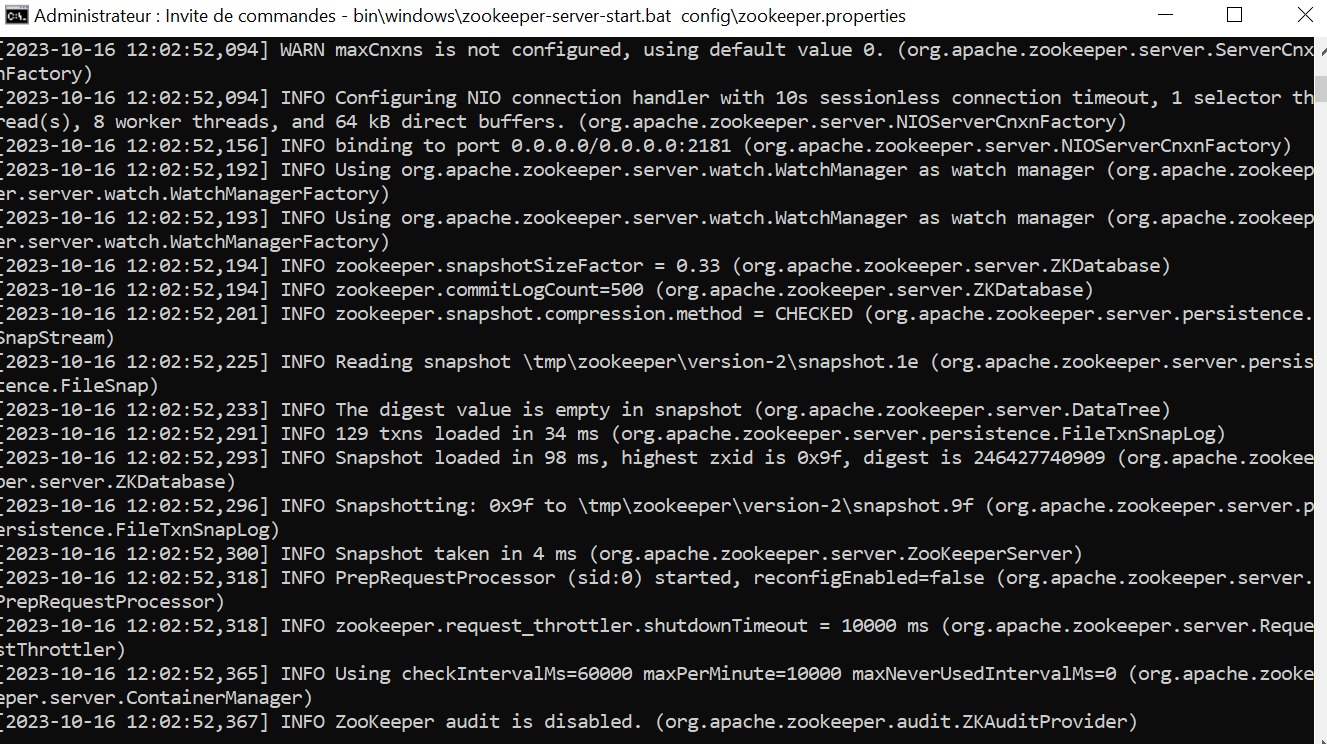 Administrateur : Invite de commandes - bin\windows\zookeeper-server-start.bat config\zookeeper.properties
[2023-10-16 12:02:52,094] WARN maxCnxns is not configured, using default value 0. (org.apache.zookeeper.server.ServerCnx
nFactory)
[2023-10-16 12:02:52,094] INFO Configuring NIO connection handler with 10s sessionless connection timeout, 1 selector th
read(s), 8 worker threads, and 64 kB direct buffers. (org.apache.zookeeper.server.NIOServerCnxnFactory)
[2023-10-16 12:02:52,156] INFO binding to port 0.0.0.0/0.0.0.0:2181 (org.apache.zookeeper.server.NIOServerCnxnFactory)
[2023-10-16 12:02:52,192] INFO Using org.apache.zookeeper.server.watch.WatchManager as watch manager (org.apache.zookeep
er.server.watch.WatchManagerFactory)
[2023-10-16 12:02:52,193] INFO Using org.apache.zookeeper.server.watch.WatchManager as watch manager (org.apache.zookeep
er.server.watch.WatchManagerFactory)
[2023-10-16 12:02:52,194] INFO zookeeper.snapshotSizeFactor = 0.33 (org.apache.zookeeper.server.ZKDatabase)
[2023-10-16 12:02:52,194] INFO zookeeper.commitLogCount=500 (org.apache.zookeeper.server.ZKDatabase)
[2023-10-16 12:02:52,201] INFO zookeeper.snapshot.compression.method = CHECKED (org.apache.zookeeper.server.persistence.
SnapStream)
[2023-10-16 12:02:52,225] INFO Reading snapshot \tmp\zookeeper\version-2\snapshot.1e (org.apache.zookeeper.server.persis
tence.FileSnap)
[2023-10-16 12:02:52,233] INFO The digest value is empty in snapshot (org.apache.zookeeper.server.DataTree)
[2023-10-16 12:02:52,291] INFO 129 txns loaded in 34 ms (org.apache.zookeeper.server.persistence.FileTxnSnapLog)
[2023-10-16 12:02:52,293] INFO Snapshot loaded in 98 ms, highest zxid is 0x9f, digest is 246427740909 (org.apache.zookee
per.server.ZKDatabase)
[2023-10-16 12:02:52,296] INFO Snapshotting: 0x9f to \tmp\zookeeper\version-2\snapshot.9f (org.apache.zookeeper.server.p
ersistence.FileTxnSnapLog)
[2023-10-16 12:02:52,300] INFO Snapshot taken in 4 ms (org.apache.zookeeper.server.ZooKeeperServer)
[2023-10-16 12:02:52,318] INFO PrepRequestProcessor (sid:0) started, reconfigEnabled=false (org.apache.zookeeper.server.
PrepRequestProcessor)
[2023-10-16 12:02:52,318] INFO zookeeper.request_throttler.shutdownTimeout = 10000 ms (org.apache.zookeeper.server.Reque
stThrottler)
[2023-10-16 12:02:52,365] INFO Using checkIntervalMs=60000 maxPerMinute=10000 maxNeverUsedIntervalMs=0 (org.apache.zooke
eper.server.ContainerManager)
[2023-10-16 12:02:52,367] INFO ZooKeeper audit is disabled. (org.apache.zookeeper.audit.ZKAuditProvider)